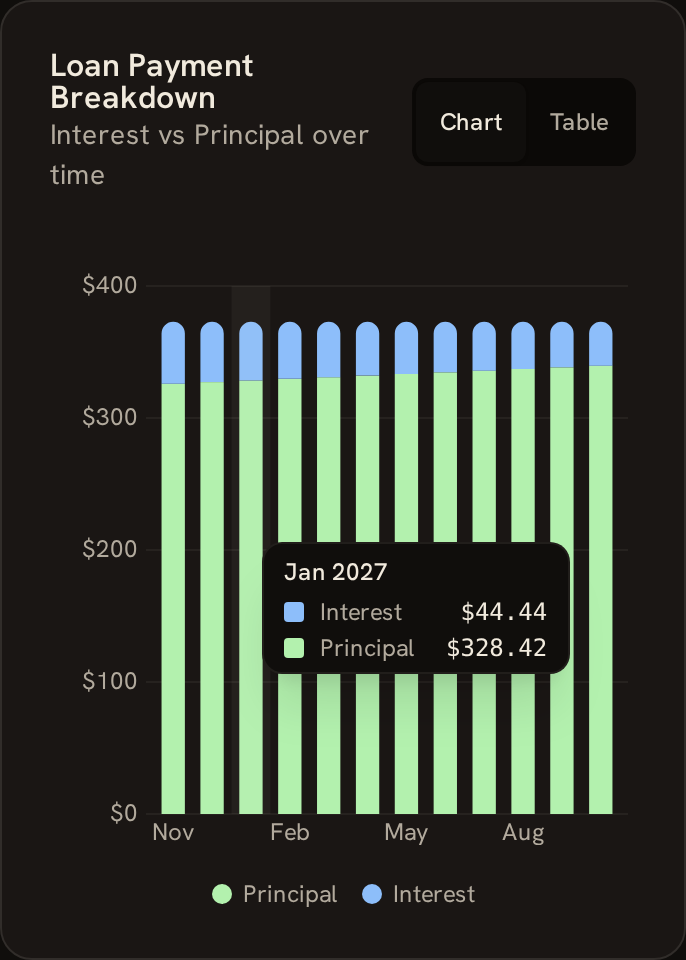 Loan Payment
Breakdown
Interest vs Principal over
time
Chart Table
$400
$300
$200
Jan 2027
Interest $44.44
Principal $328.42
$100
$0
Nov Feb May Aug
Principal Interest